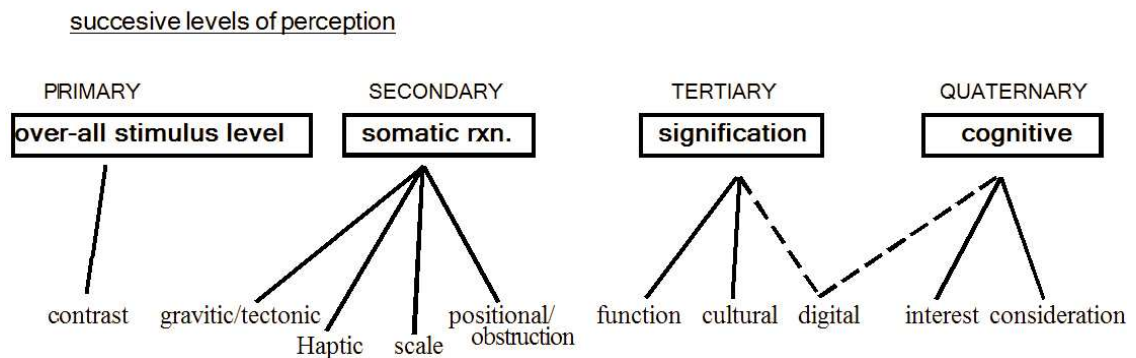 succesive levels of perception
PRIMARY
SECONDARY
TERTIARY
QUATERNARY
over-all stimulus level
somatic rxn.
signification
cognitive
contrast
gravitic/tectonic
Haptic
scale
positional/
obstruction
function
cultural
digital
interest
consideration